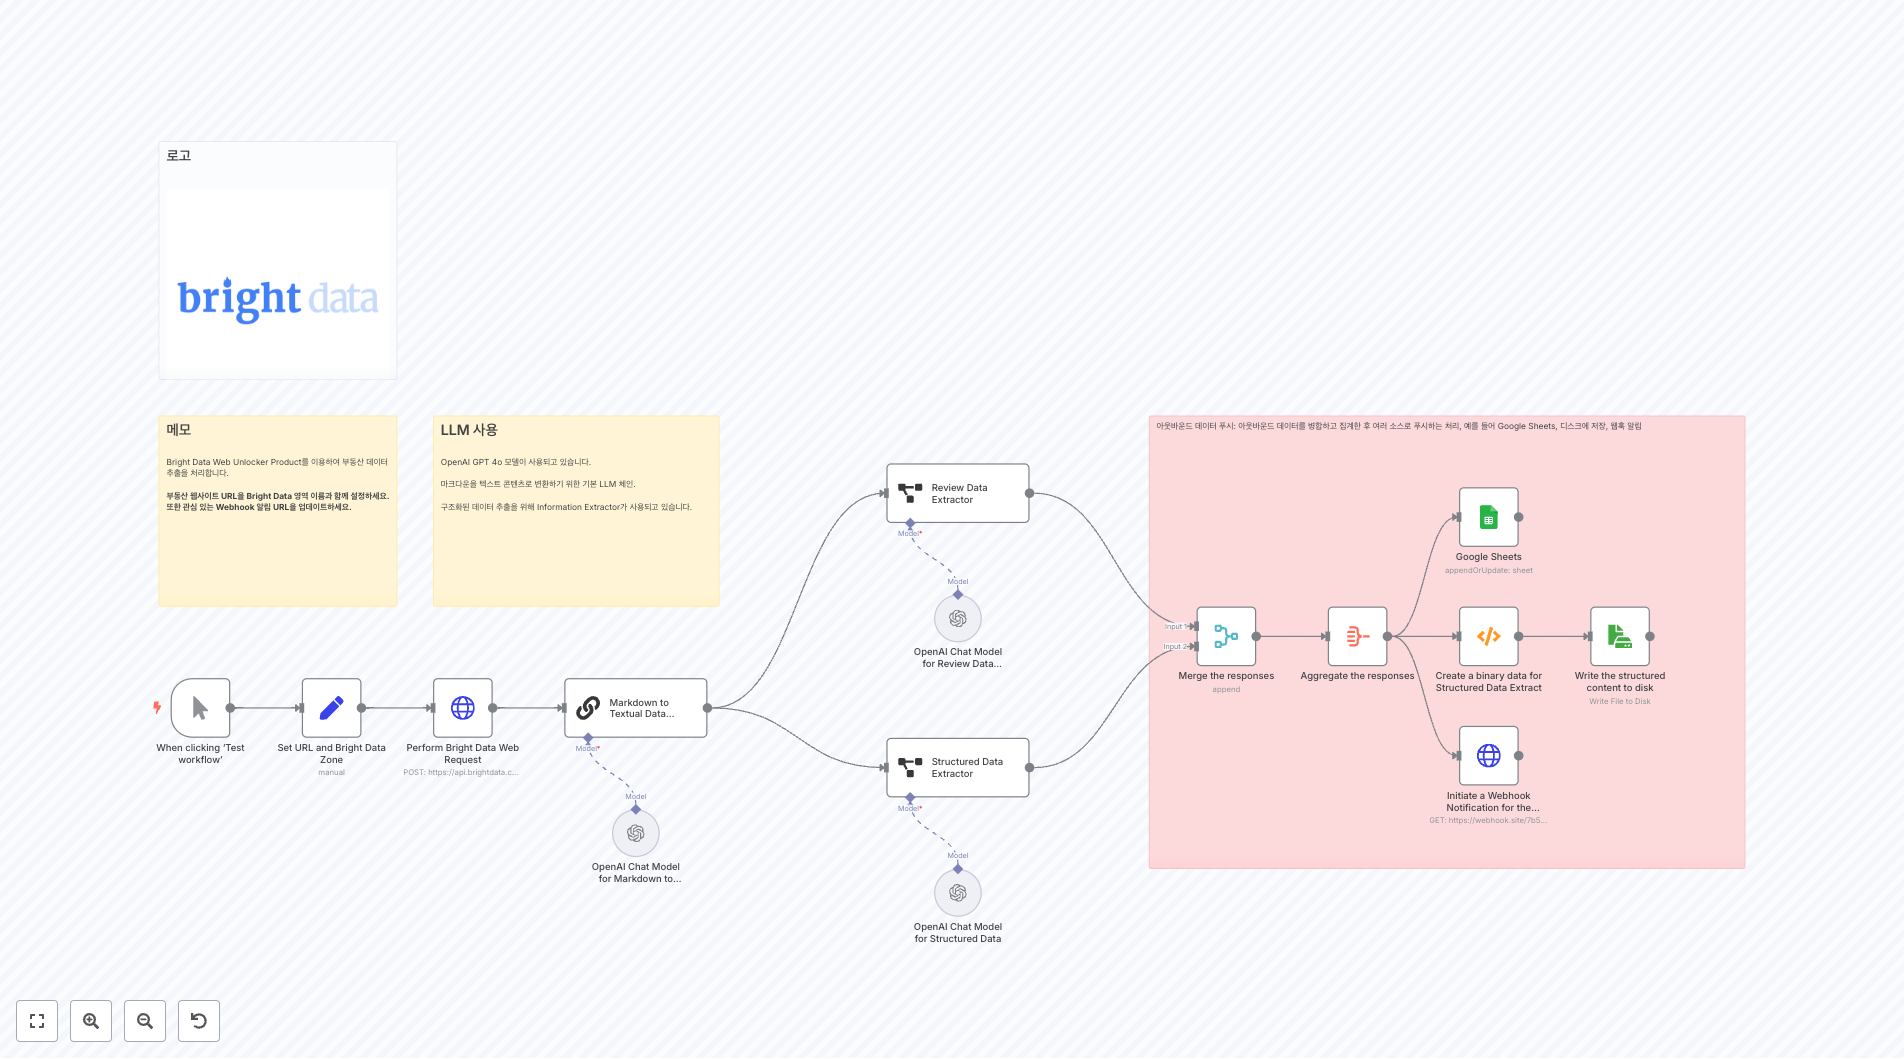 로고
bright data
메모
Bright Data Web Unlocker Product를 이용하여 부동산 데이터
추출을 처리합니다.
부동산 웹사이트 URL을 Bright Data 영역 이름과 함께 설정하세요.
또한 관심 있는 Webhook 알림 URL을 업데이트하세요.
LLM 사용
OpenAI GPT 4o 모델이 사용되고 있습니다.
마크다운을 텍스트 콘텐츠로 변환하기 위한 기본 LLM 체인.
구조화된 데이터 추출을 위해 Information Extractor가 사용되고 있습니다.
아웃바운드 데이터 푸시: 아웃바운드 데이터를 병합하고 집계한 후 여러 소스로 푸시하는 처리, 예를 들어 Google Sheets, 디스크에 저장, 웹훅 알림
When clicking ‘Test
workflow’
Set URL and Bright Data
Zone
manual
Perform Bright Data Web
Request
POST: https://api.brightdata.c...
Markdown to
Textual Data...
Model*
Model
OpenAI Chat Model
for Markdown to...
Review Data
Extractor
Model*
Model
OpenAI Chat Model
for Review Data...
Structured Data
Extractor
Model*
Model
OpenAI Chat Model
for Structured Data
Input 1
Input 2
Merge the responses
append
Aggregate the responses
Google Sheets
appendOrUpdate: sheet
Create a binary data for
Structured Data Extract
Write the structured
content to disk
Write File to Disk
Initiate a Webhook
Notification for the...
GET: https://webhook.site/7b5...